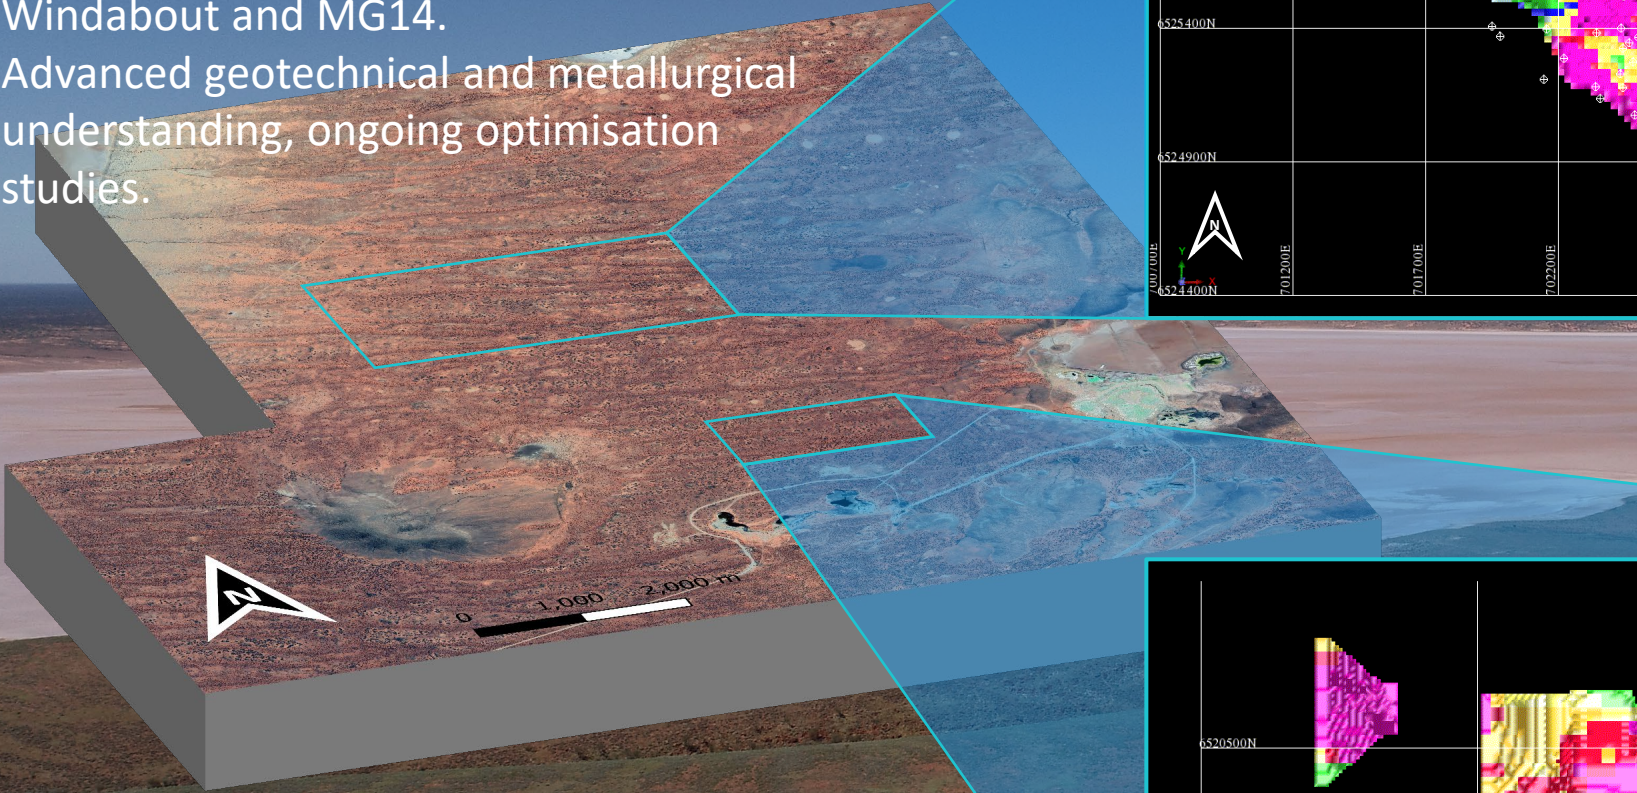 Windabout and MG14.
Advanced geotechnical and metallurgical
understanding, ongoing optimisation
studies.
6525400N
6524900N
N
Y
X
6524400N
700700E
701200E
701700E
702200E
N
0 1,000 2,000 m
6520500N